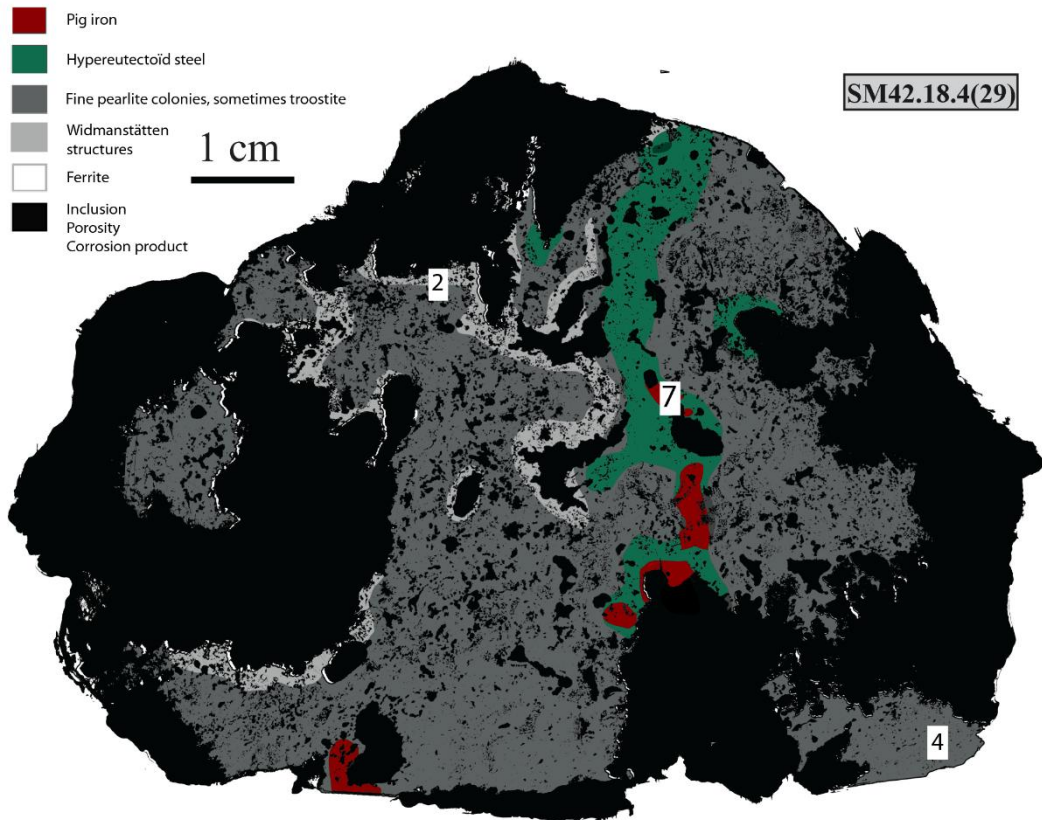 Pig iron
Hypereutectoïd steel
Fine pearlite colonies, sometimes troostite
Widmanstätten
structures
Ferrite
Inclusion
Porosity
Corrosion product
1 cm
SM42.18.4(29)
2
7
4